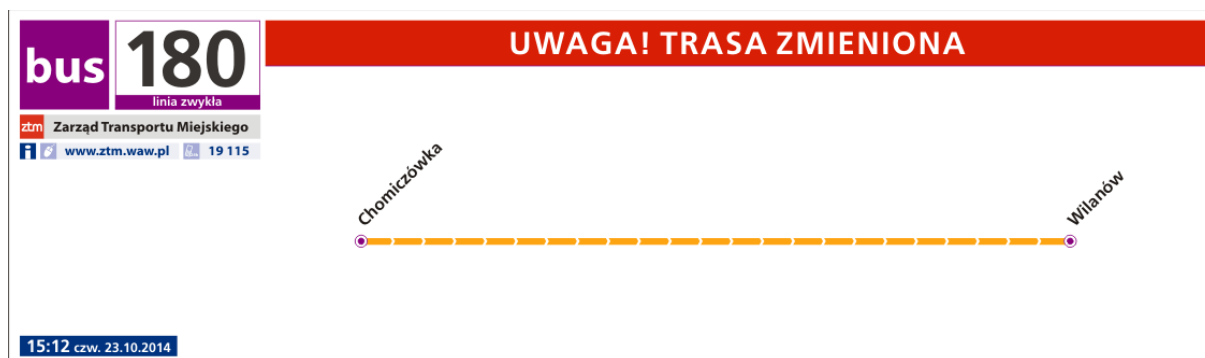 bus 180
linia zwykła
UWAGA! TRASA ZMIENIONA
ztm Zarząd Transportu Miejskiego
i www.ztm.waw.pl 19 115
Chomiczówka
Wilanów
15:12 czw. 23.10.2014